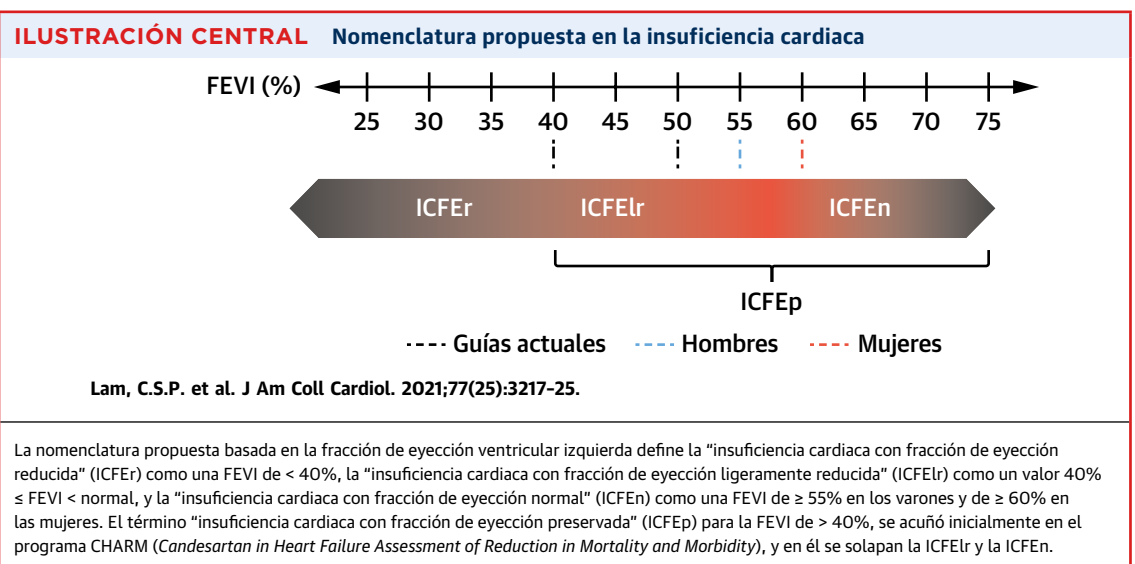 ILUSTRACIÓN CENTRAL Nomenclatura propuesta en la insuficiencia cardiaca
FEVI (%)
25 30 35 40 45 50 55 60 65 70 75
ICFEr ICFElr ICFEn
ICFEp
Guías actuales Hombres Mujeres
Lam, C.S.P. et al. J Am Coll Cardiol. 2021;77(25):3217–25.
La nomenclatura propuesta basada en la fracción de eyección ventricular izquierda define la "insuficiencia cardiaca con fracción de eyección
reducida" (ICFEr) como una FEVI de < 40%, la "insuficiencia cardiaca con fracción de eyección ligeramente reducida" (ICFElr) como un valor 40%
≤ FEVI < normal, y la "insuficiencia cardiaca con fracción de eyección normal" (ICFEn) como una FEVI de ≥ 55% en los varones y de ≥ 60% en
las mujeres. El término "insuficiencia cardiaca con fracción de eyección preservada" (ICFEp) para la FEVI de > 40%, se acuñó inicialmente en el
programa CHARM (Candesartan in Heart Failure Assessment of Reduction in Mortality and Morbidity), y en él se solapan la ICFElr y la ICFEn.